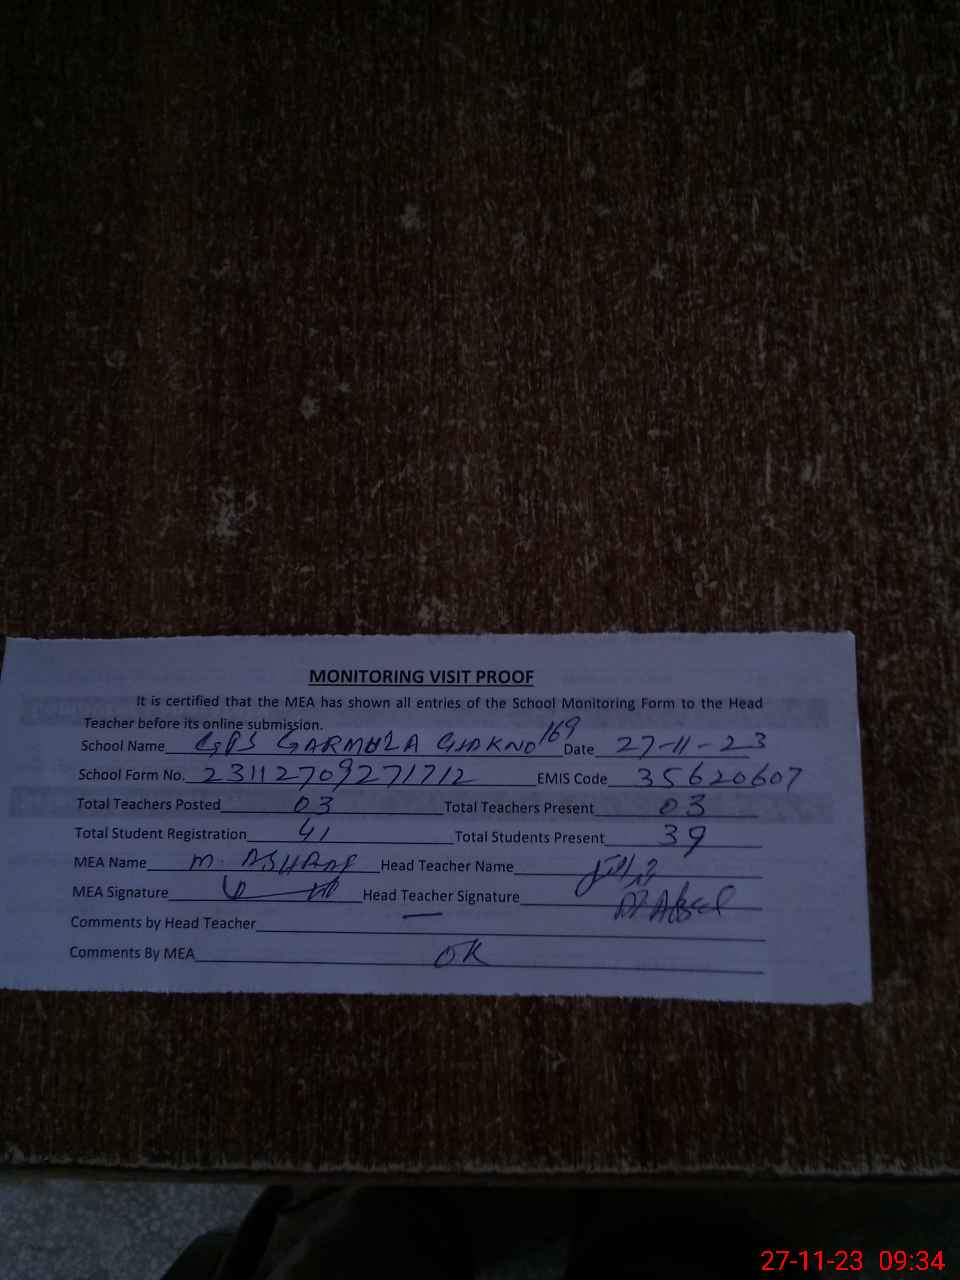 MONITORING VISIT PROOF
It is certified that the MEA has shown all entries of the School Monitoring Form to the Head
Teacher before its online submission.
School Name GPS GARMULA CHAK NO 169 Date 27-11-23
School Form No. 23112709271712 EMIS Code 35620607
Total Teachers Posted 03 Total Teachers Present 03
Total Student Registration 41 Total Students Present 39
MEA Name M. ASHRAF Head Teacher Name
MEA Signature Head Teacher Signature
Comments by Head Teacher
Comments By MEA OK
27-11-23 09:34